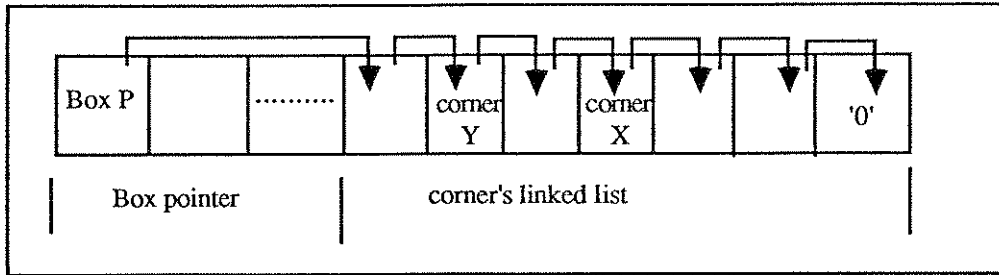 Box P
..........
corner
Y
corner
X
'0'
Box pointer
corner's linked list